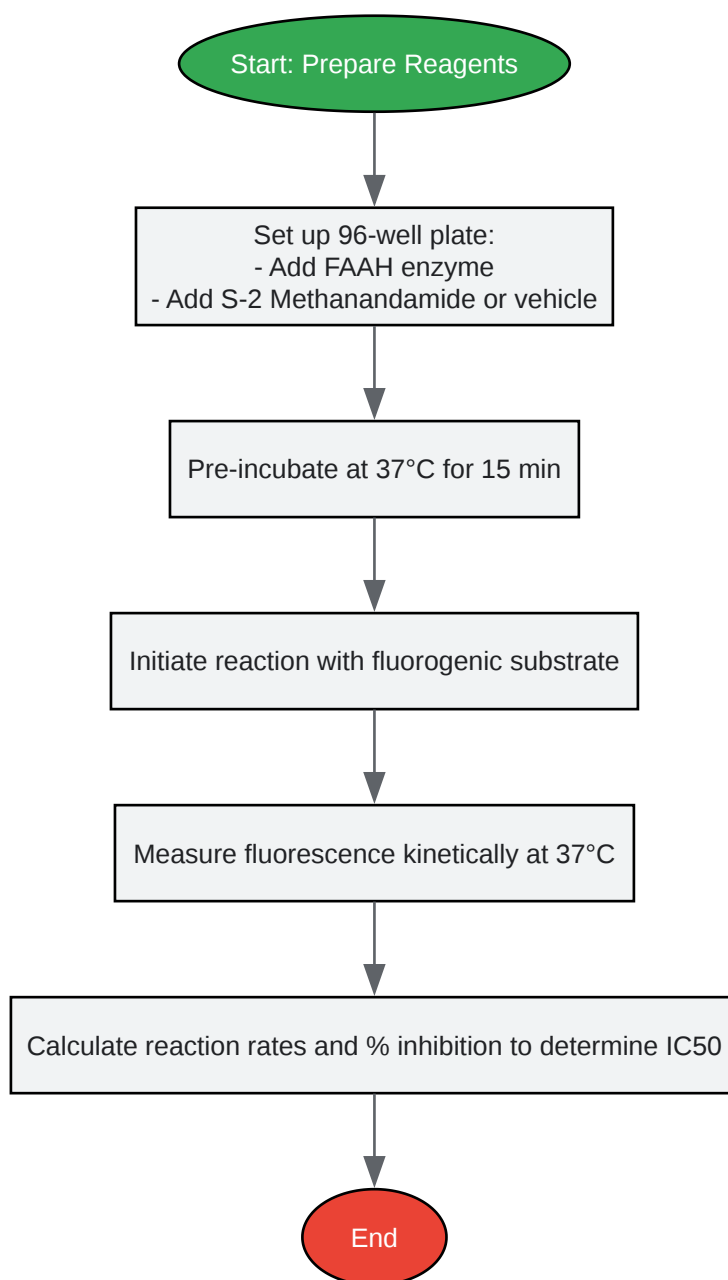 Start: Prepare Reagents
Set up 96-well plate:
- Add FAAH enzyme
- Add S-2 Methanandamide or vehicle
Pre-incubate at 37°C for 15 min
Initiate reaction with fluorogenic substrate
Measure fluorescence kinetically at 37°C
Calculate reaction rates and % inhibition to determine IC50
End